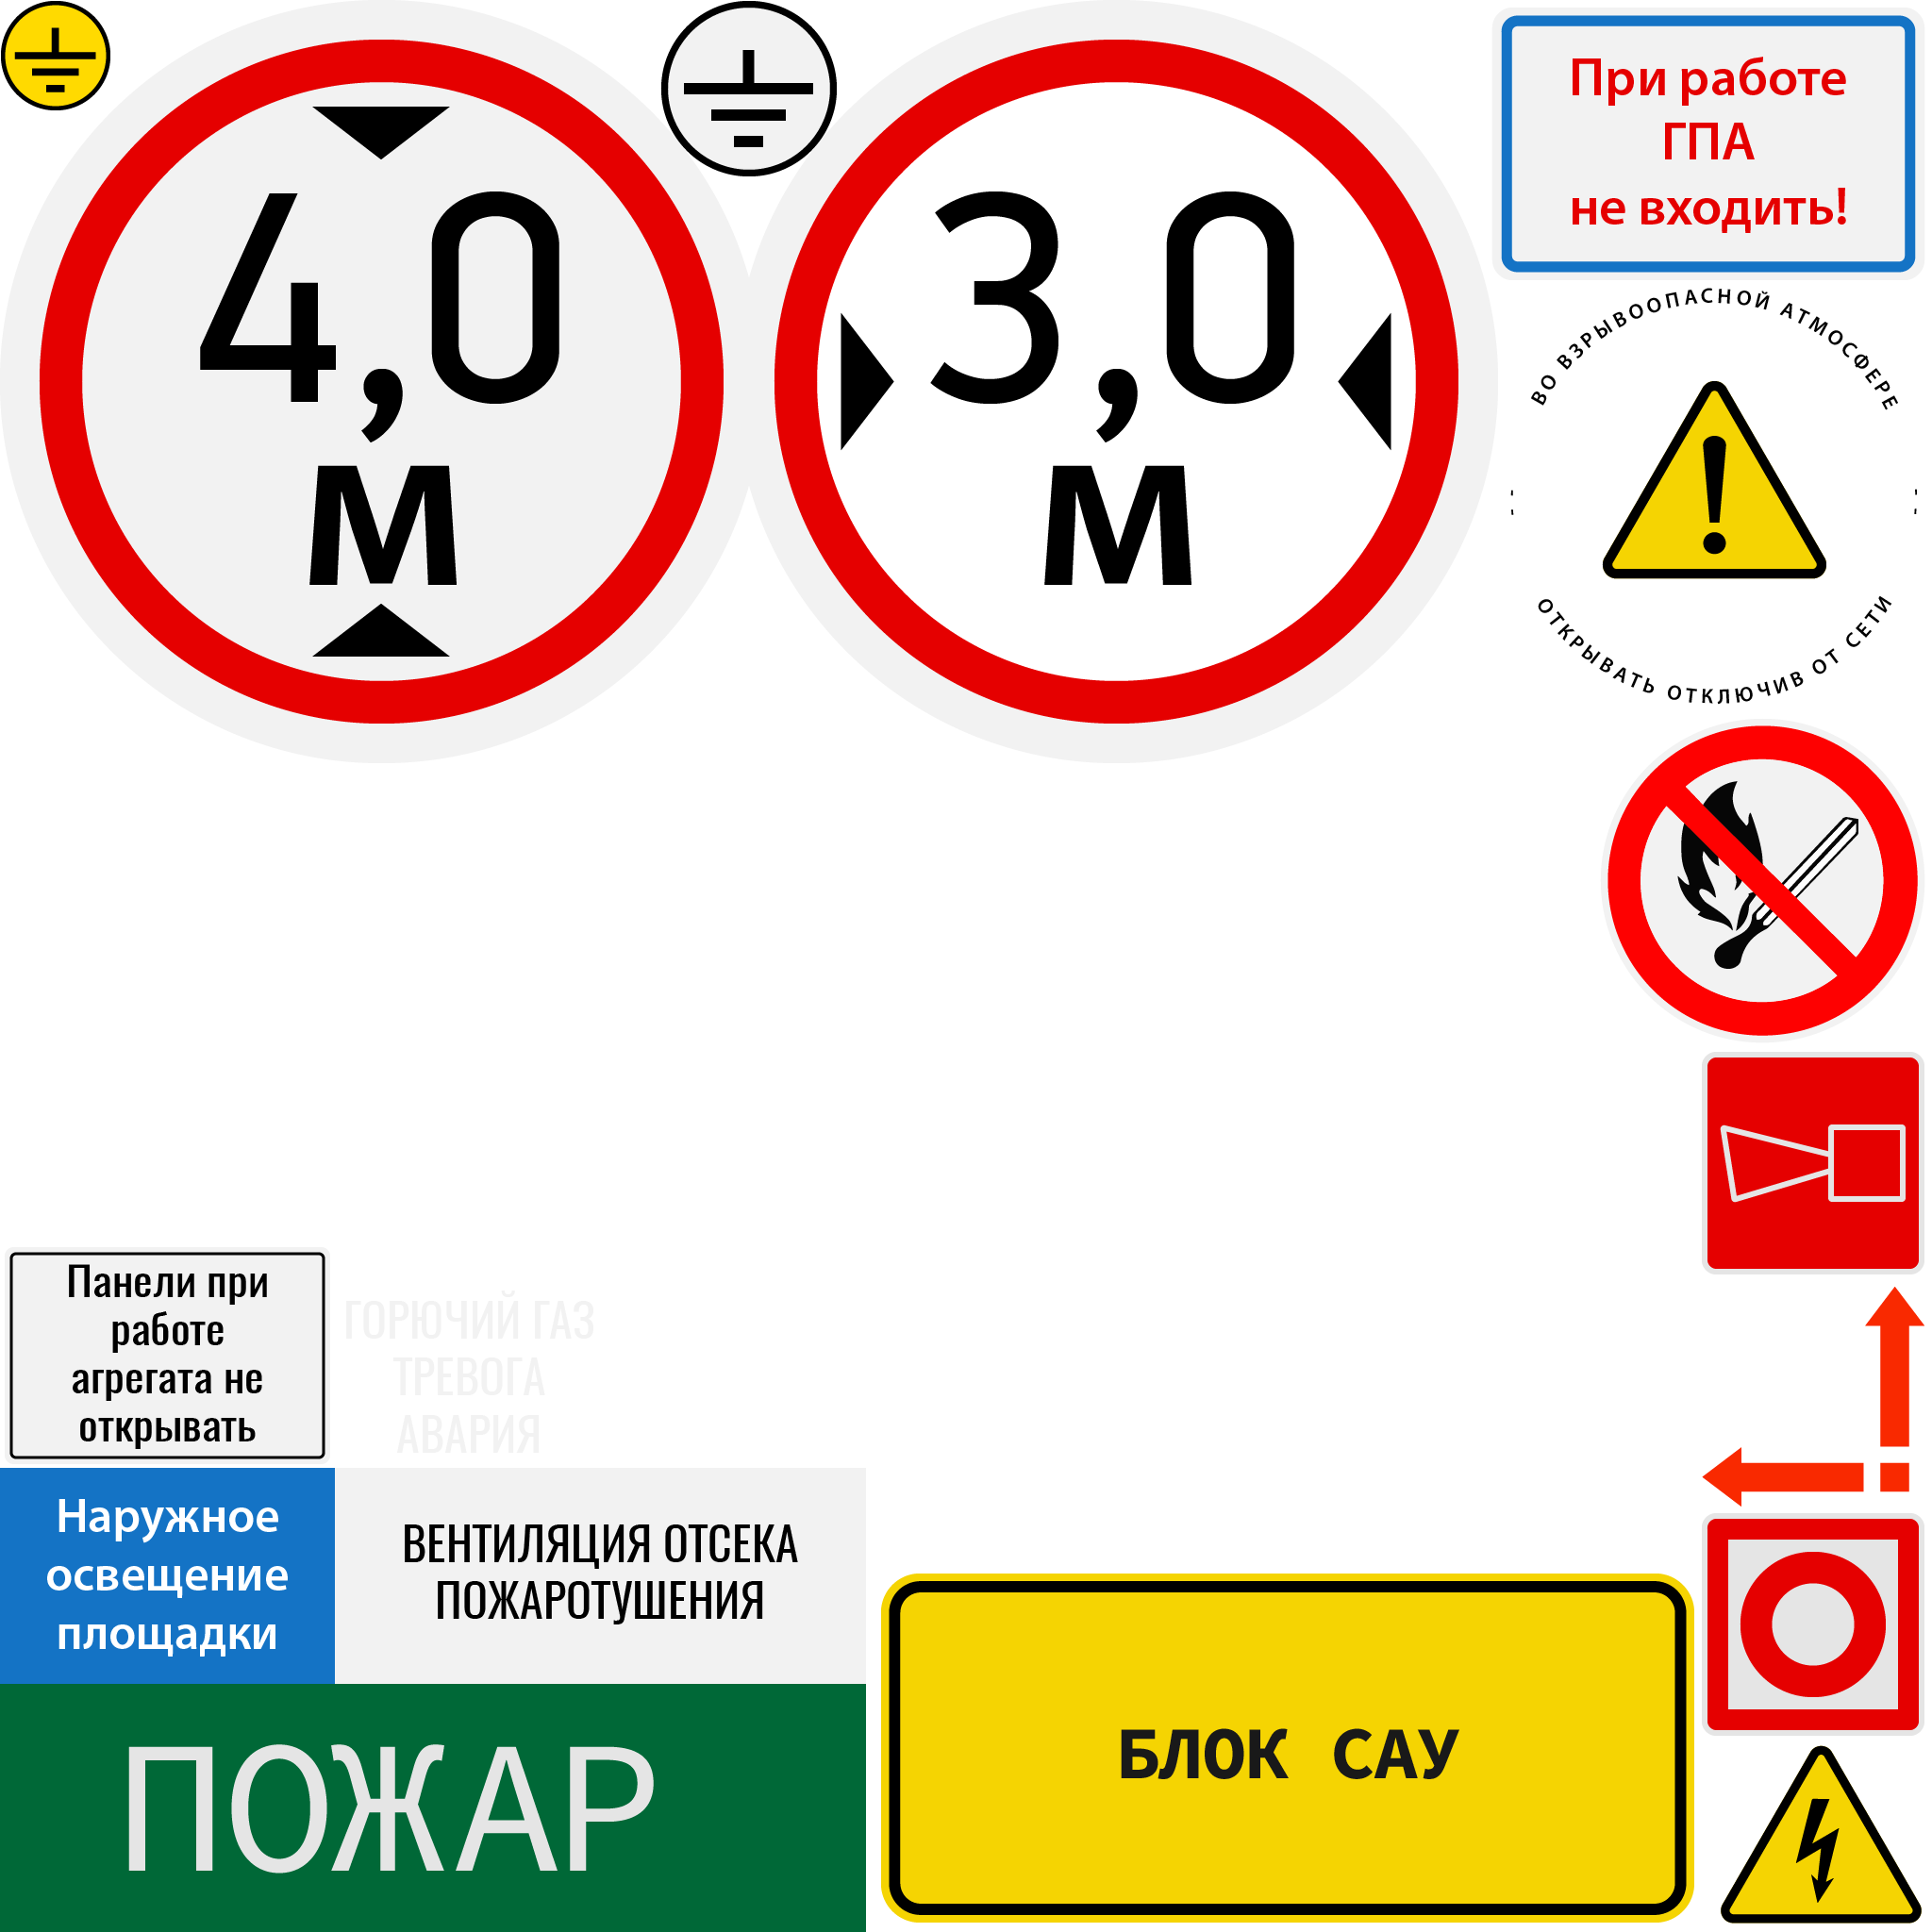 4,0
м
3,0
м
При работе
ГПА
не входить!
ВО ВЗРЫВООПАСНОЙ АТМОСФЕРЕ
ОТКРЫВАТЬ ОТКЛЮЧИВ ОТ СЕТИ
Панели при
работе
агрегата не
открывать
ГОРЮЧИЙ ГАЗ
ТРЕВОГА
АВАРИЯ
Наружное
освещение
площадки
ВЕНТИЛЯЦИЯ ОТСЕКА
ПОЖАРОТУШЕНИЯ
ПОЖАР
БЛОК САУ